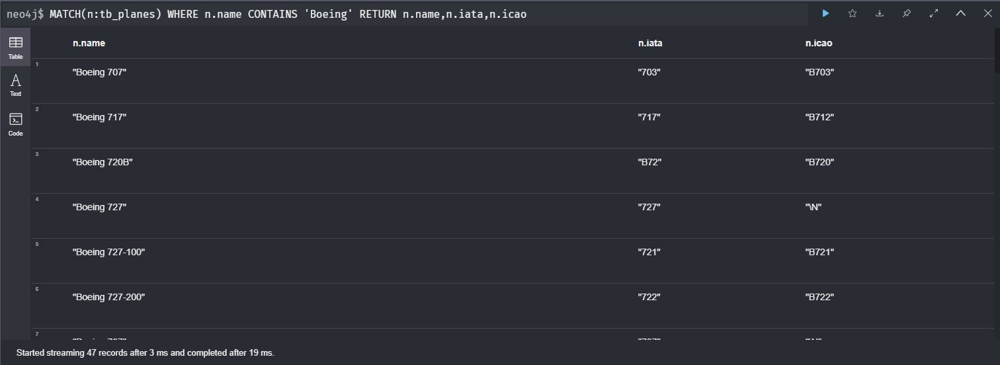 neo4j$ MATCH(n:tb_planes) WHERE n.name CONTAINS 'Boeing' RETURN n.name,n.iata,n.icao
Table
Text
Code
n.name n.iata n.icao
1 "Boeing 707" "703" "B703"
2 "Boeing 717" "717" "B712"
3 "Boeing 720B" "B72" "B720"
4 "Boeing 727" "727" "\N"
5 "Boeing 727-100" "721" "B721"
6 "Boeing 727-200" "722" "B722"
7
Started streaming 47 records after 3 ms and completed after 19 ms.